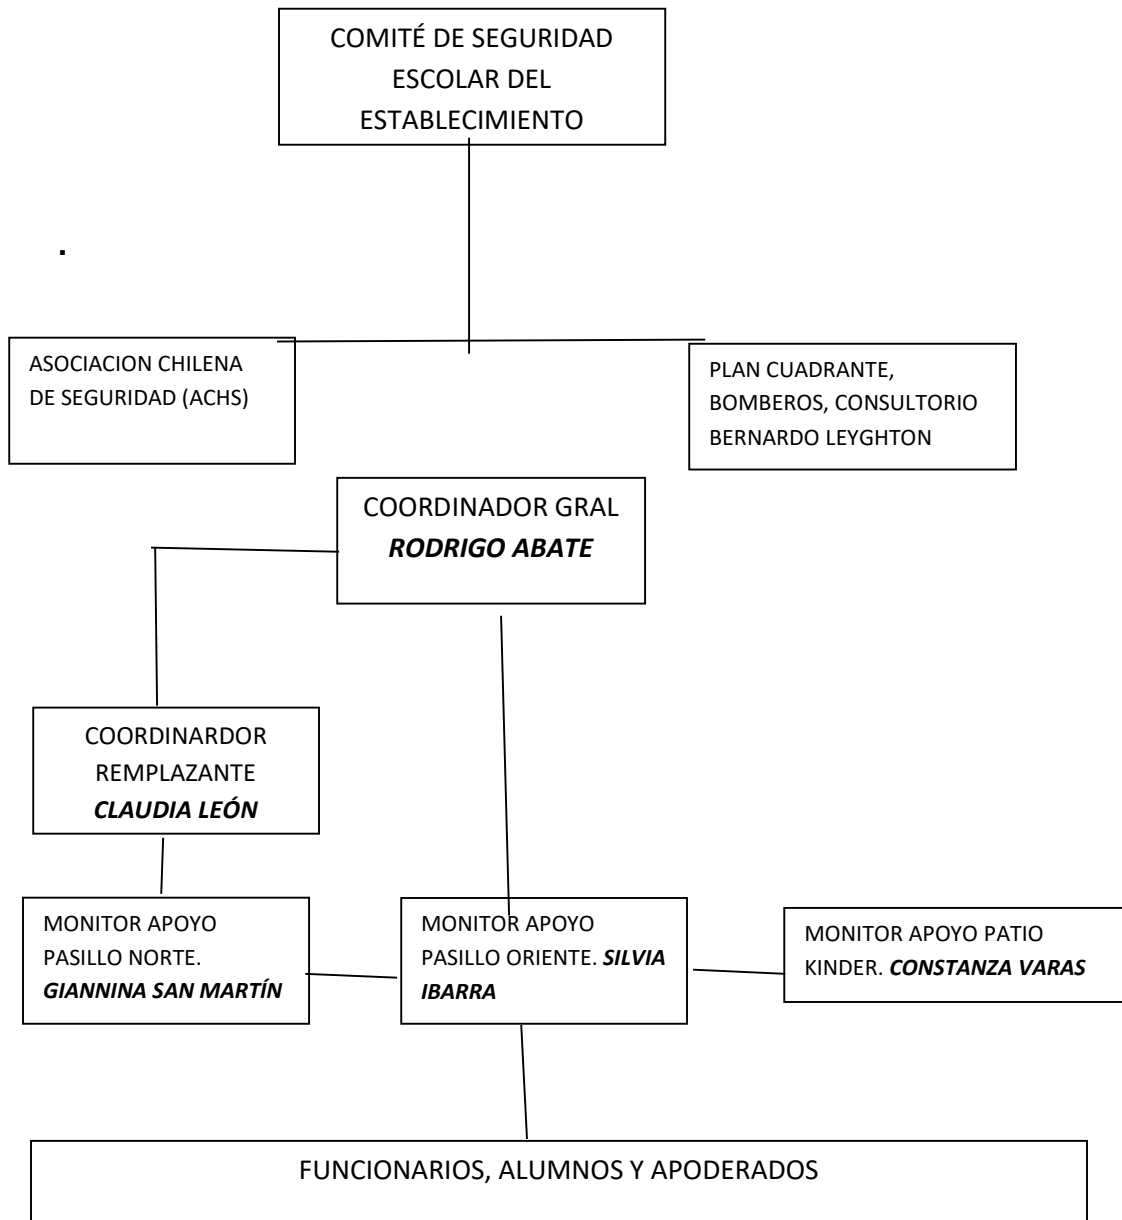 COMITÉ DE SEGURIDAD
ESCOLAR DEL
ESTABLECIMIENTO
.
ASOCIACION CHILENA
DE SEGURIDAD (ACHS)
PLAN CUADRANTE,
BOMBEROS, CONSULTORIO
BERNARDO LEYGHTON
COORDINADOR GRAL
RODRIGO ABATE
COORDINARDOR
REMPLAZANTE
CLAUDIA LEÓN
MONITOR APOYO
PASILLO NORTE.
GIANNINA SAN MARTÍN
MONITOR APOYO
PASILLO ORIENTE. SILVIA
IBARRA
MONITOR APOYO PATIO
KINDER. CONSTANZA VARAS
FUNCIONARIOS, ALUMNOS Y APODERADOS